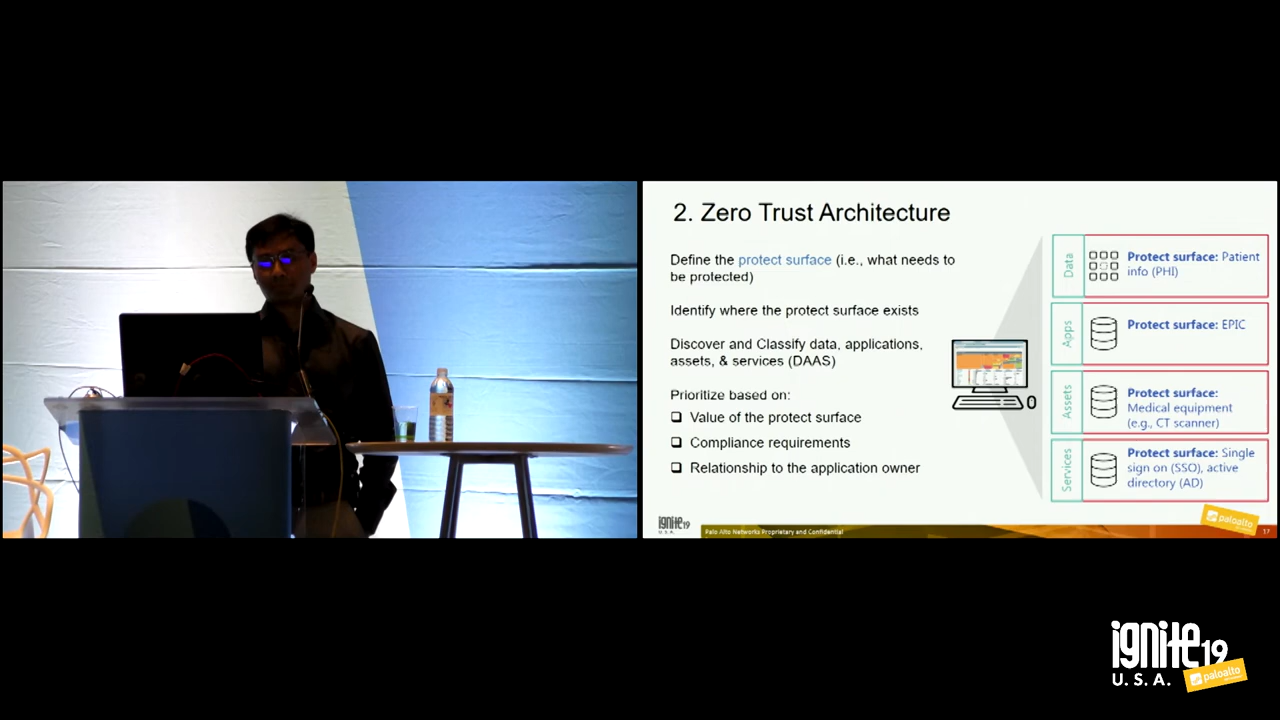 2. Zero Trust Architecture
Define the protect surface (i.e., what needs to
be protected)
Identify where the protect surface exists
Discover and Classify data, applications,
assets, & services (DAAS)
Prioritize based on:
Value of the protect surface
Compliance requirements
Relationship to the application owner
Data
Protect surface: Patient
info (PHI)
Apps
Protect surface: EPIC
Assets
Protect surface:
Medical equipment
(e.g., CT scanner)
Services
Protect surface: Single
sign on (SSO), active
directory (AD)
ignite19
U.S.A.
Palo Alto Networks Proprietary and Confidential
paloalto
17
ignite19
U.S.A.
paloalto